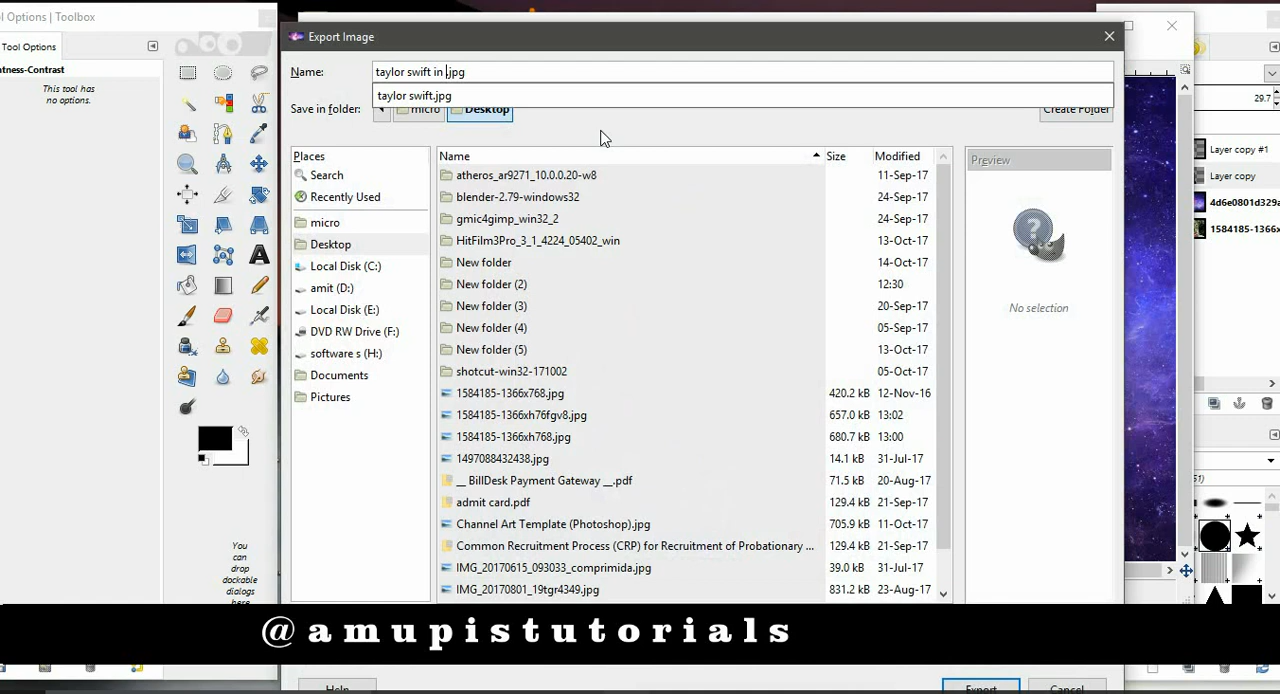 ol Options | Toolbox
Tool Options
ntness-Contrast
This tool has
no options.
You
can
drop
dockable
dialogs
here
Export Image
Name:
taylor swift in .jpg
taylor swift.jpg
Save in folder:
micro
Desktop
Create Folder
Places
Search
Recently Used
micro
Desktop
Local Disk (C:)
amit (D:)
Local Disk (E:)
DVD RW Drive (F:)
software s (H:)
Documents
Pictures
Name Size Modified
atheros_ar9271_10.0.0.20-w8 11-Sep-17
blender-2.79-windows32 24-Sep-17
gmic4gimp_win32_2 24-Sep-17
HitFilm3Pro_3_1_4224_05402_win 13-Oct-17
New folder 14-Oct-17
New folder (2) 12:30
New folder (3) 20-Sep-17
New folder (4) 05-Sep-17
New folder (5) 13-Oct-17
shotcut-win32-171002 05-Oct-17
1584185-1366x768.jpg 420.2 kB 12-Nov-16
1584185-1366xh76fgv8.jpg 657.0 kB 13:02
1584185-1366xh768.jpg 680.7 kB 13:00
1497088432438.jpg 14.1 kB 31-Jul-17
__ BillDesk Payment Gateway __.pdf 71.5 kB 20-Aug-17
admit card.pdf 129.4 kB 21-Sep-17
Channel Art Template (Photoshop).jpg 705.9 kB 11-Oct-17
Common Recruitment Process (CRP) for Recruitment of Probationary ... 129.4 kB 21-Sep-17
IMG_20170615_093033_comprimida.jpg 39.0 kB 31-Jul-17
IMG_20170801_19tgr4349.jpg 831.2 kB 23-Aug-17
Preview
No selection
29.7
Layer copy #1
Layer copy
4d6e0801d329a
1584185-1366x
51)
@amupistutorials
Help
Export
Cancel